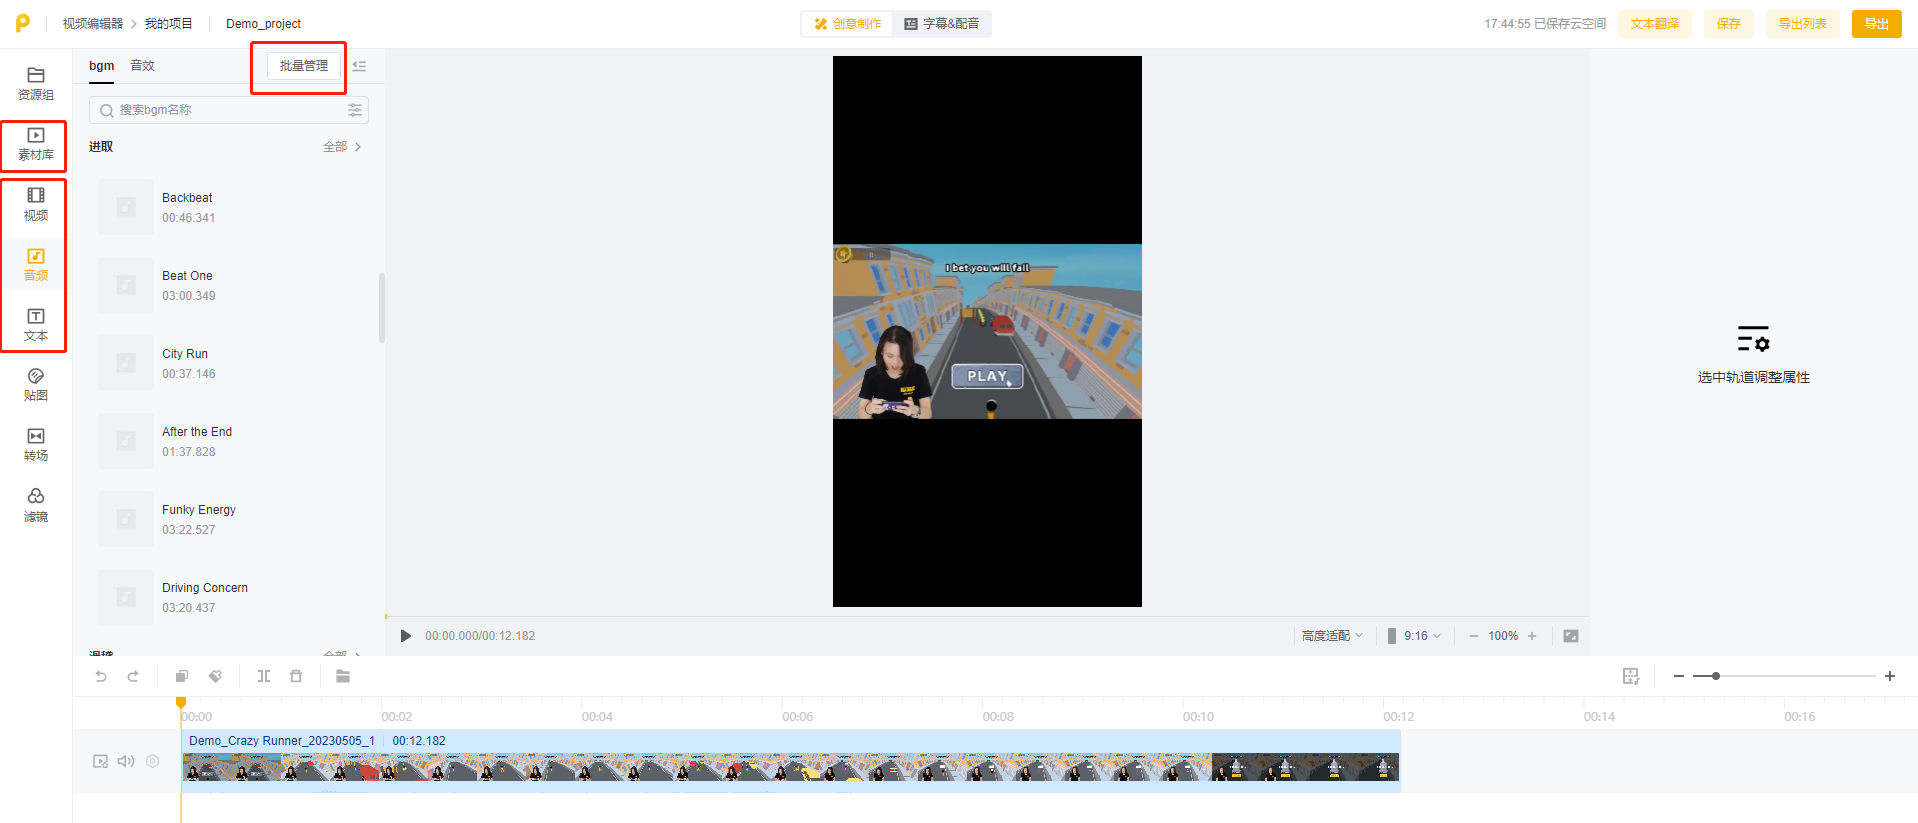 视频编辑器 > 我的项目 Demo_project
创意制作 字幕&配音
17:44:55 已保存云空间 文本翻译 保存 导出列表 导出
资源组
素材库
视频
音频
文本
贴图
转场
滤镜
bgm 音效 批量管理
搜索bgm名称
进取 全部 >
Backbeat
00:46.341
Beat One
03:00.349
City Run
00:37.146
After the End
01:37.828
Funky Energy
03:22.527
Driving Concern
03:20.437
全部 >
I bet you will fail
PLAY
选中轨道调整属性
00:00.000/00:12.182
高度适配 9:16 100%
00:00 00:02 00:04 00:06 00:08 00:10 00:12 00:14 00:16
Demo_Crazy Runner_20230505_1 00:12.182